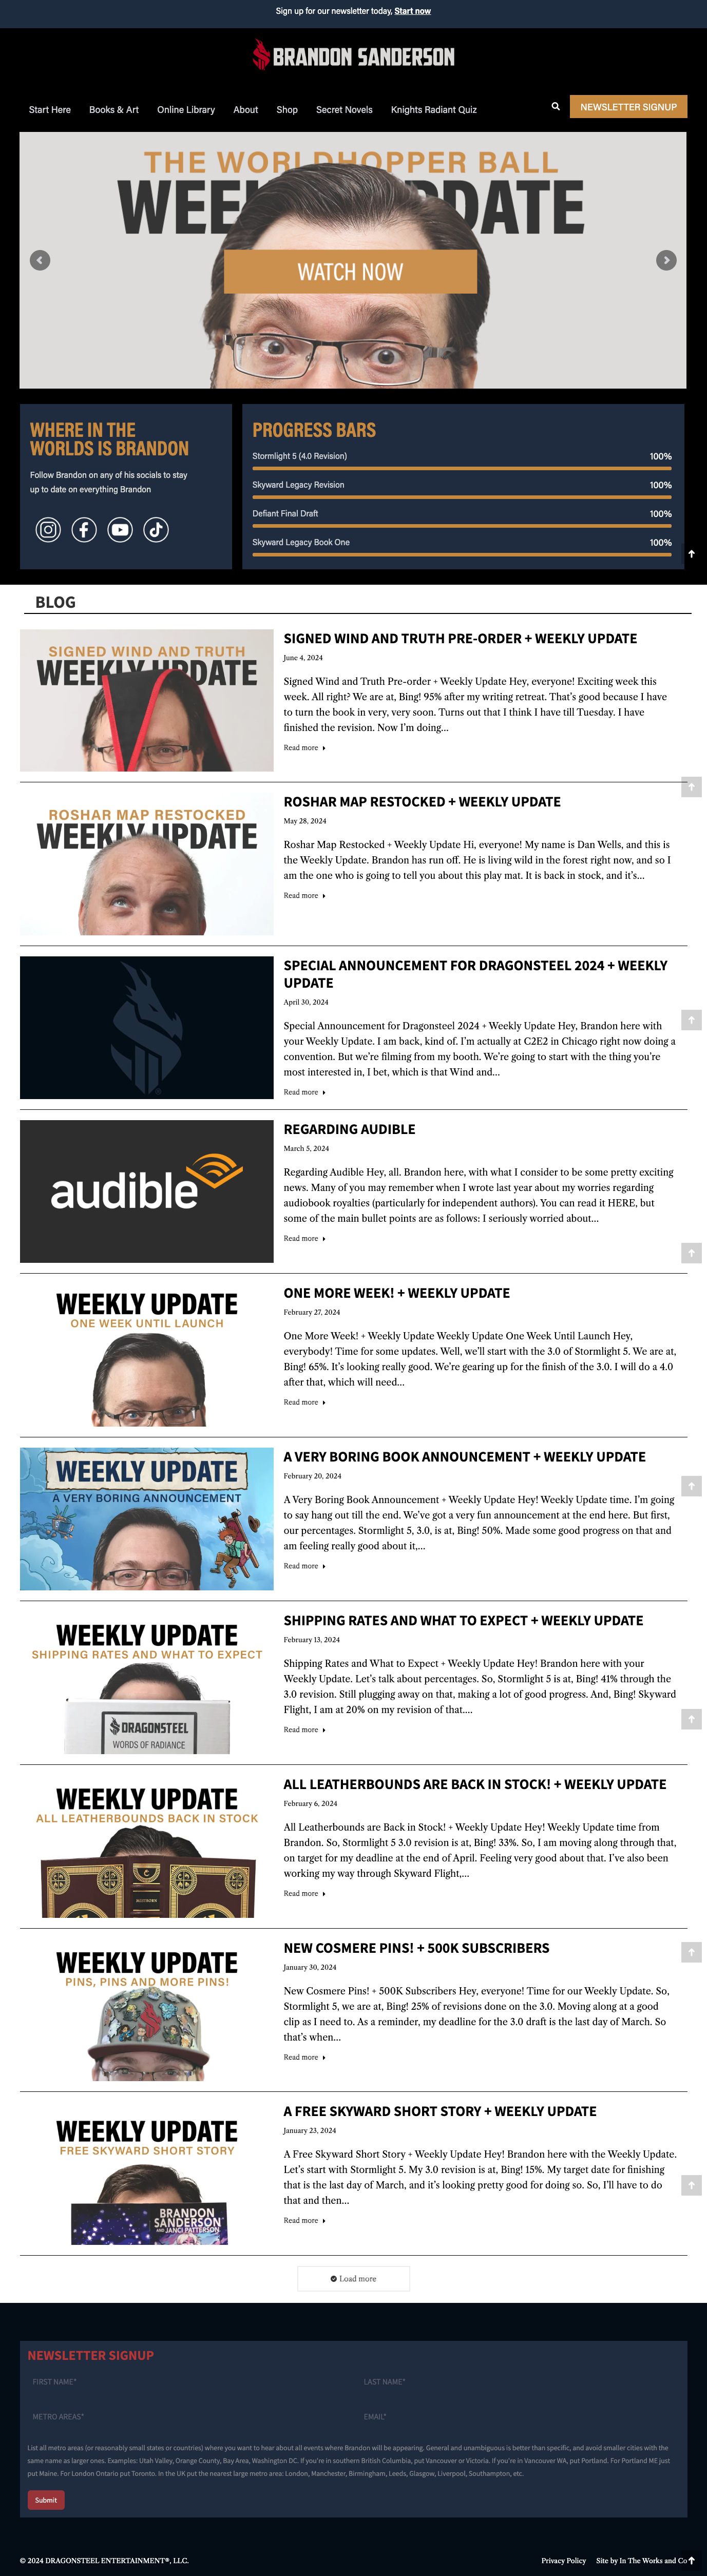 Sign up for our newsletter today, Start now
BRANDON SANDERSON
Start Here Books & Art Online Library About Shop Secret Novels Knights Radiant Quiz NEWSLETTER SIGNUP
THE WORLDHOPPER BALL
WEE DATE
WATCH NOW
WHERE IN THE
WORLDS IS BRANDON
Follow Brandon on any of his socials to stay
up to date on everything Brandon
PROGRESS BARS
Stormlight 5 (4.0 Revision) 100%
Skyward Legacy Revision 100%
Defiant Final Draft 100%
Skyward Legacy Book One 100%
BLOG
SIGNED WIND AND TRUTH
WEEKLY UPDATE
SIGNED WIND AND TRUTH PRE-ORDER + WEEKLY UPDATE
June 4, 2024
Signed Wind and Truth Pre-order + Weekly Update Hey, everyone! Exciting week this
week. All right? We are at, Bing! 95% after my writing retreat. That's good because I have
to turn the book in very, very soon. Turns out that I think I have till Tuesday. I have
finished the revision. Now I'm doing...
Read more
ROSHAR MAP RESTOCKED
WEEKLY UPDATE
ROSHAR MAP RESTOCKED + WEEKLY UPDATE
May 28, 2024
Roshar Map Restocked + Weekly Update Hi, everyone! My name is Dan Wells, and this is
the Weekly Update. Brandon has run off. He is living wild in the forest right now, and so I
am the one who is going to tell you about this play mat. It is back in stock, and it's...
Read more
SPECIAL ANNOUNCEMENT FOR DRAGONSTEEL 2024 + WEEKLY
UPDATE
April 30, 2024
Special Announcement for Dragonsteel 2024 + Weekly Update Hey, Brandon here with
your Weekly Update. I am back, kind of. I'm actually at C2E2 in Chicago right now doing a
convention. But we're filming from my booth. We're going to start with the thing you're
most interested in, I bet, which is that Wind and...
Read more
audible
REGARDING AUDIBLE
March 5, 2024
Regarding Audible Hey, all. Brandon here, with what I consider to be some pretty exciting
news. Many of you may remember when I wrote last year about my worries regarding
audiobook royalties (particularly for independent authors). You can read it HERE, but
some of the main bullet points are as follows: I seriously worried about...
Read more
WEEKLY UPDATE
ONE WEEK UNTIL LAUNCH
ONE MORE WEEK! + WEEKLY UPDATE
February 27, 2024
One More Week! + Weekly Update Weekly Update One Week Until Launch Hey,
everybody! Time for some updates. Well, we'll start with the 3.0 of Stormlight 5. We are at,
Bing! 65%. It's looking really good. We're gearing up for the finish of the 3.0. I will do a 4.0
after that, which will need...
Read more
WEEKLY UPDATE
A VERY BORING ANNOUNCEMENT
A VERY BORING BOOK ANNOUNCEMENT + WEEKLY UPDATE
February 20, 2024
A Very Boring Book Announcement + Weekly Update Hey! Weekly Update time. I'm going
to say hang out till the end. We've got a very fun announcement at the end here. But first,
our percentages. Stormlight 5, 3.0, is at, Bing! 50%. Made some good progress on that and
am feeling really good about it,...
Read more
WEEKLY UPDATE
SHIPPING RATES AND WHAT TO EXPECT
DRAGONSTEEL
WORDS OF RADIANCE
SHIPPING RATES AND WHAT TO EXPECT + WEEKLY UPDATE
February 13, 2024
Shipping Rates and What to Expect + Weekly Update Hey! Brandon here with your
Weekly Update. Let's talk about percentages. So, Stormlight 5 is at, Bing! 41% through the
3.0 revision. Still plugging away on that, making a lot of good progress. And, Bing! Skyward
Flight, I am at 20% on my revision of that....
Read more
WEEKLY UPDATE
ALL LEATHERBOUNDS BACK IN STOCK
ALL LEATHERBOUNDS ARE BACK IN STOCK! + WEEKLY UPDATE
February 6, 2024
All Leatherbounds are Back in Stock! + Weekly Update Hey! Weekly Update time from
Brandon. So, Stormlight 5 3.0 revision is at, Bing! 33%. So, I am moving along through that,
on target for my deadline at the end of April. Feeling very good about that. I've also been
working my way through Skyward Flight,...
Read more
WEEKLY UPDATE
PINS, PINS AND MORE PINS!
NEW COSMERE PINS! + 500K SUBSCRIBERS
January 30, 2024
New Cosmere Pins! + 500K Subscribers Hey, everyone! Time for our Weekly Update. So,
Stormlight 5, we are at, Bing! 25% of revisions done on the 3.0. Moving along at a good
clip as I need to. As a reminder, my deadline for the 3.0 draft is the last day of March. So
that's when...
Read more
WEEKLY UPDATE
FREE SKYWARD SHORT STORY
BRANDON
SANDERSON
AND JANCI PATTERSON
A FREE SKYWARD SHORT STORY + WEEKLY UPDATE
January 23, 2024
A Free Skyward Short Story + Weekly Update Hey! Brandon here with the Weekly Update.
Let's start with Stormlight 5. My 3.0 revision is at, Bing! 15%. My target date for finishing
that is the last day of March, and it's looking pretty good for doing so. So, I'll have to do
that and then...
Read more
Load more
NEWSLETTER SIGNUP
FIRST NAME* LAST NAME*
METRO AREAS* EMAIL*
List all metro areas (or reasonably small states or countries) where you want to hear about all events where Brandon will be appearing. General and unambiguous is better than specific, and avoid smaller cities with the
same name as larger ones. Examples: Utah Valley, Orange County, Bay Area, Washington DC. If you're in southern British Columbia, put Vancouver or Victoria. If you're in Vancouver WA, put Portland. For Portland ME just
put Maine. For London Ontario put Toronto. In the UK put the nearest large metro area: London, Manchester, Birmingham, Leeds, Glasgow, Liverpool, Southampton, etc.
Submit
© 2024 DRAGONSTEEL ENTERTAINMENT®, LLC. Privacy Policy Site by In The Works and Co